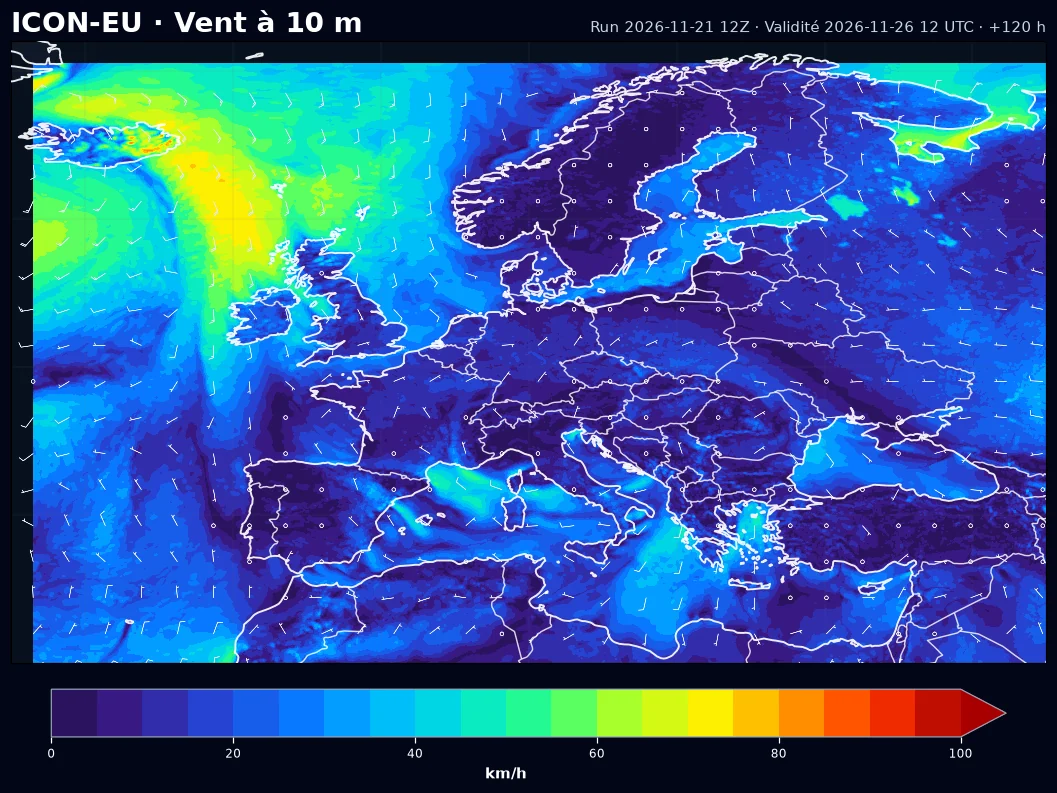 ICON-EU · Vent à 10 m
Run 2026-11-21 12Z · Validité 2026-11-26 12 UTC · +120 h
0 20 40 60 80 100
km/h